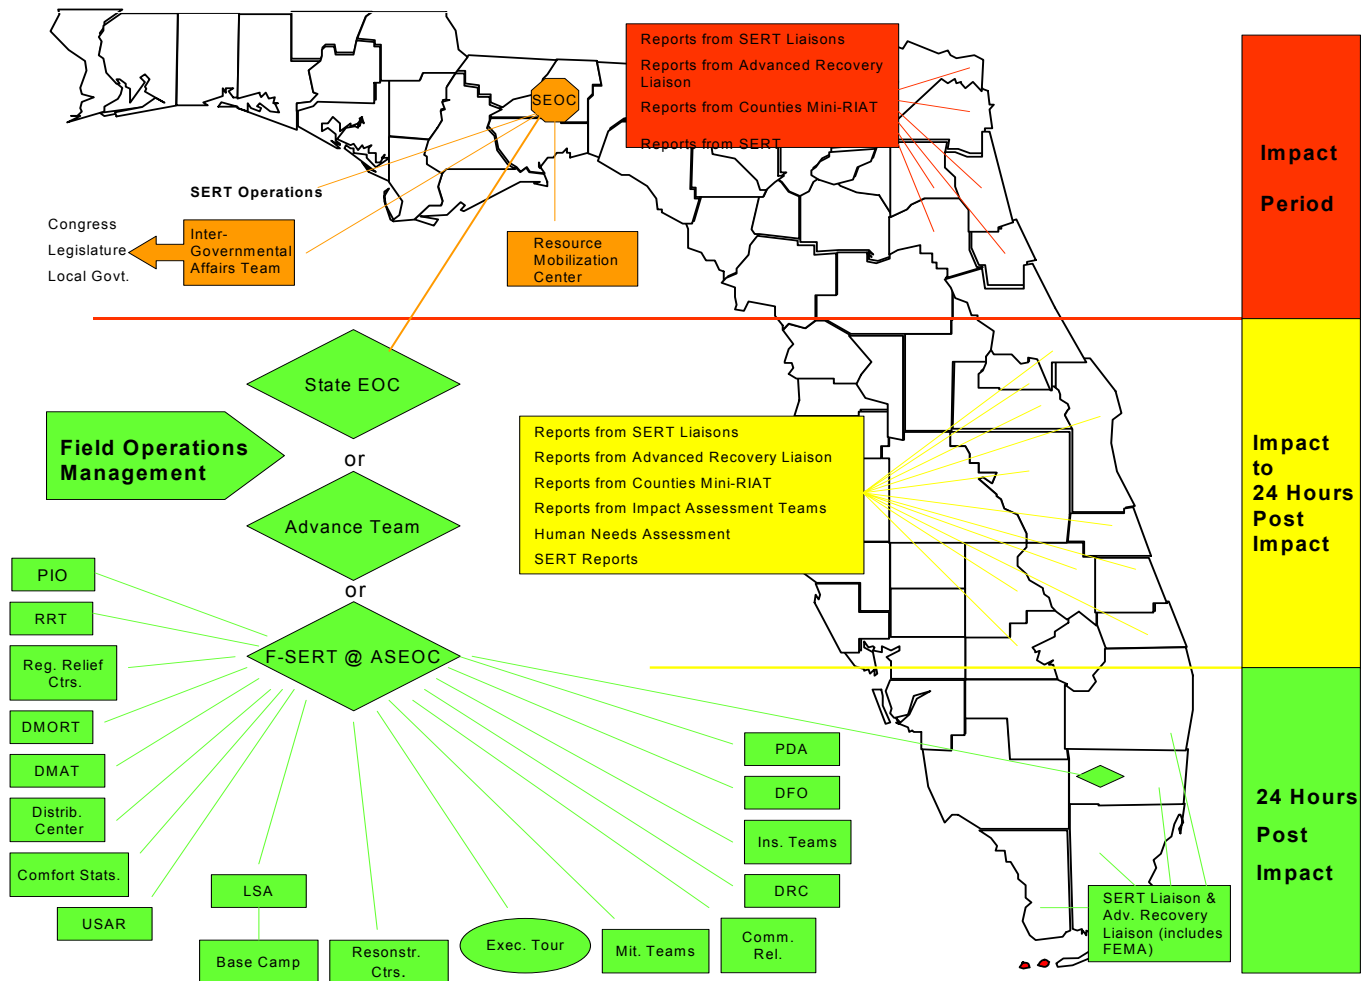 Reports from SERT Liaisons
Reports from Advanced Recovery
Liaison
Reports from Counties Mini-RIAT
Reports from SERT
Impact
Period
SEOC
SERT Operations
Congress
Legislature
Local Govt.
Inter-
Governmental
Affairs Team
Resource
Mobilization
Center
State EOC
Field Operations
Management
or
Advance Team
or
F-SERT @ ASEOC
Reports from SERT Liaisons
Reports from Advanced Recovery Liaison
Reports from Counties Mini-RIAT
Reports from Impact Assessment Teams
Human Needs Assessment
SERT Reports
Impact
to
24 Hours
Post
Impact
PIO
RRT
Reg. Relief
Ctrs.
DMORT
DMAT
Distrib.
Center
Comfort Stats.
USAR
LSA
Base Camp
Resonstr.
Ctrs.
Exec. Tour
Mit. Teams
Comm.
Rel.
DRC
Ins. Teams
DFO
PDA
24 Hours
Post
Impact
SERT Liaison &
Adv. Recovery
Liaison (includes
FEMA)